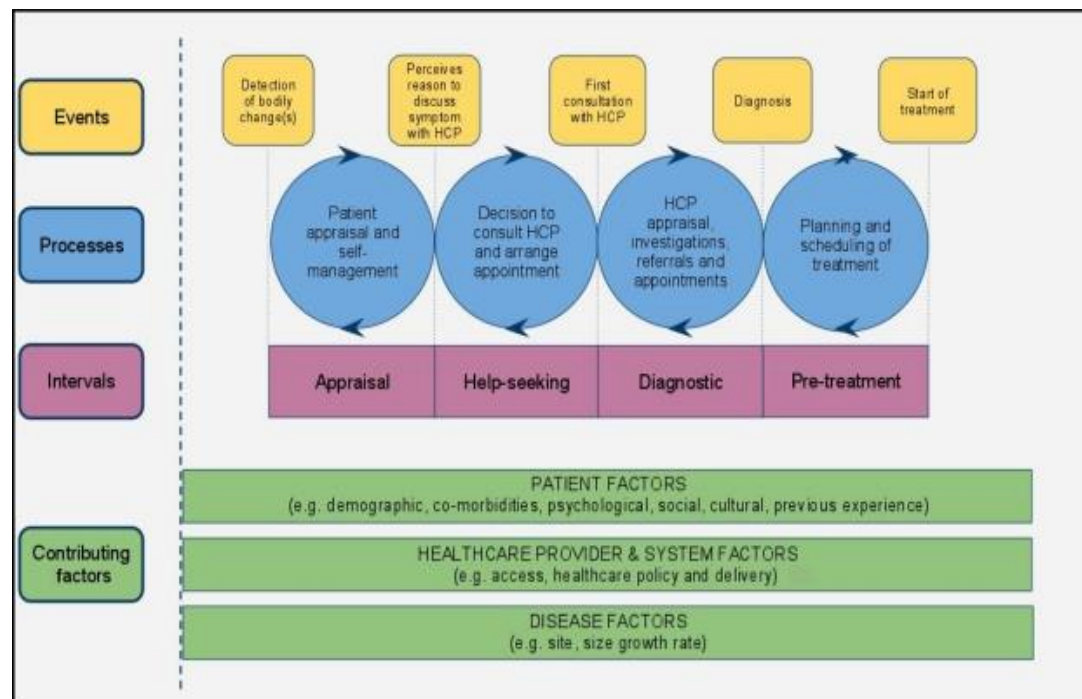 Events
Detection
of bodily
change(s)
Perceives
reason to
discuss
symptom
with HCP
First
consultation
with HCP
Diagnosis
Start of
treatment
Processes
Patient
appraisal and
self-
management
Decision to
consult HCP
and arrange
appointment
HCP
appraisal,
investigations,
referrals and
appointments
Planning and
scheduling of
treatment
Intervals
Appraisal
Help-seeking
Diagnostic
Pre-treatment
Contributing
factors
PATIENT FACTORS
(e.g. demographic, co-morbidities, psychological, social, cultural, previous experience)
HEALTHCARE PROVIDER & SYSTEM FACTORS
(e.g. access, healthcare policy and delivery)
DISEASE FACTORS
(e.g. site, size growth rate)